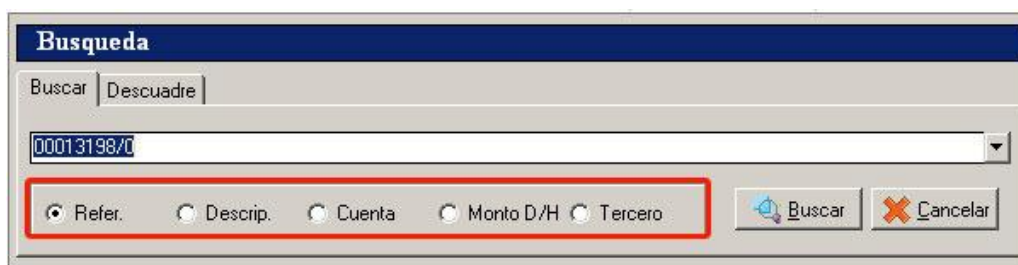 Busqueda
Buscar Descuadre
00013198/0
Refer. Descrip. Cuenta Monto D/H Tercero Buscar Cancelar